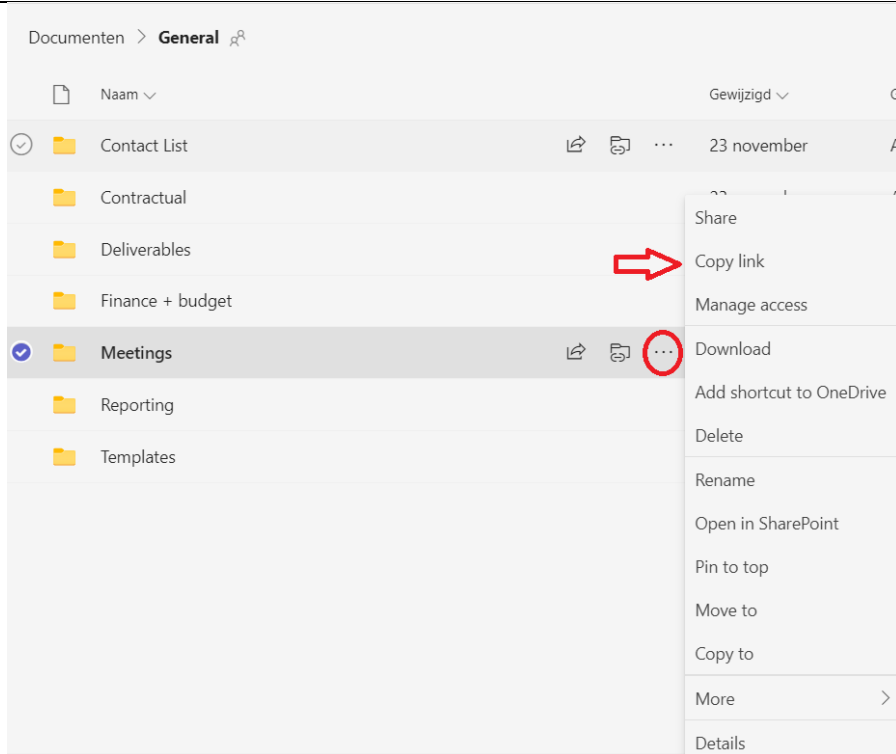 Documenten > General
Naam Gewijzigd
Contact List ... 23 november
Contractual
Deliverables
Finance + budget
Meetings ...
Reporting
Templates
Share
Copy link
Manage access
Download
Add shortcut to OneDrive
Delete
Rename
Open in SharePoint
Pin to top
Move to
Copy to
More >
Details